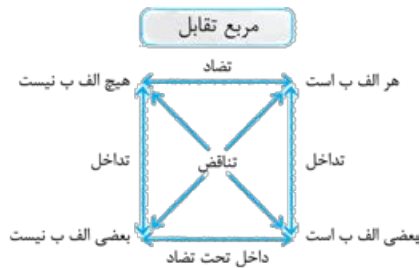 مربع تقابل
تضاد
هر الف ب است
هیچ الف ب نیست
تداخل
تناقض
تداخل
بعضی الف ب است
بعضی الف ب نیست
داخل تحت تضاد